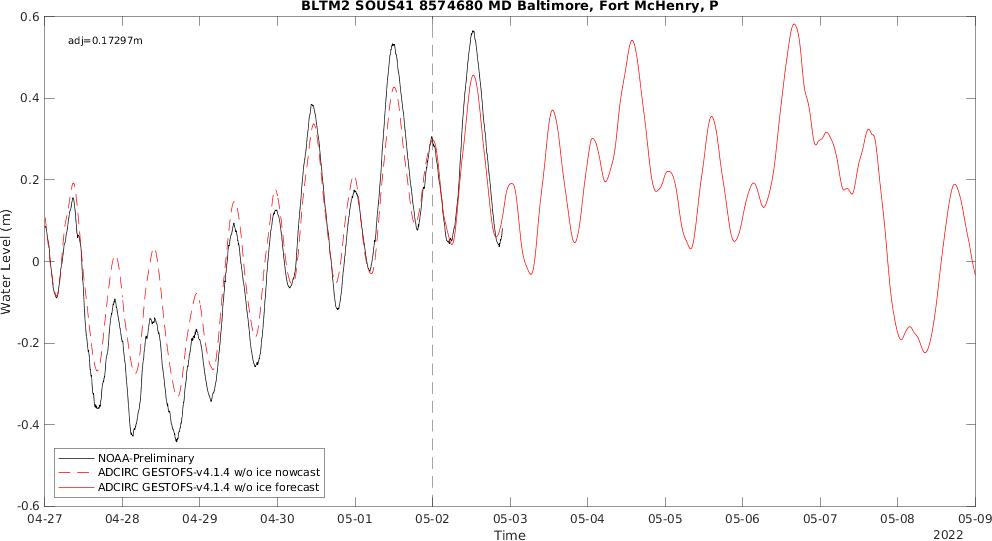 BLTM2 SOUS41 8574680 MD Baltimore, Fort McHenry, P
adj=0.17297m
0.6
0.4
0.2
0
-0.2
-0.4
-0.6
Water Level (m)
NOAA-Preliminary
ADCIRC GESTOFS-v4.1.4 w/o ice nowcast
ADCIRC GESTOFS-v4.1.4 w/o ice forecast
04-27 04-28 04-29 04-30 05-01 05-02 05-03 05-04 05-05 05-06 05-07 05-08 05-09
Time
2022